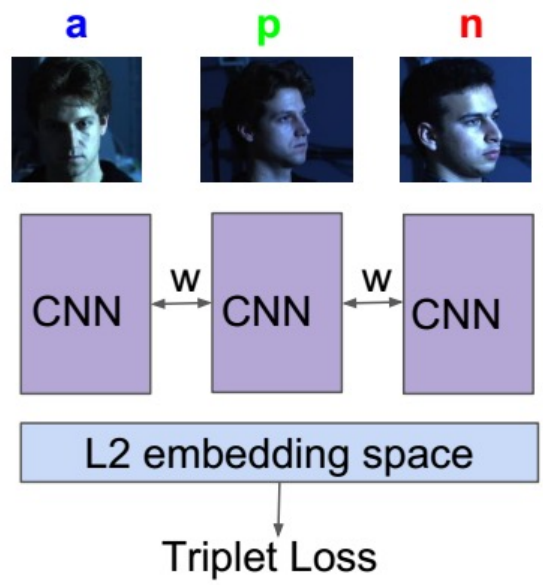 a p n
w w
CNN CNN CNN
L2 embedding space
Triplet Loss